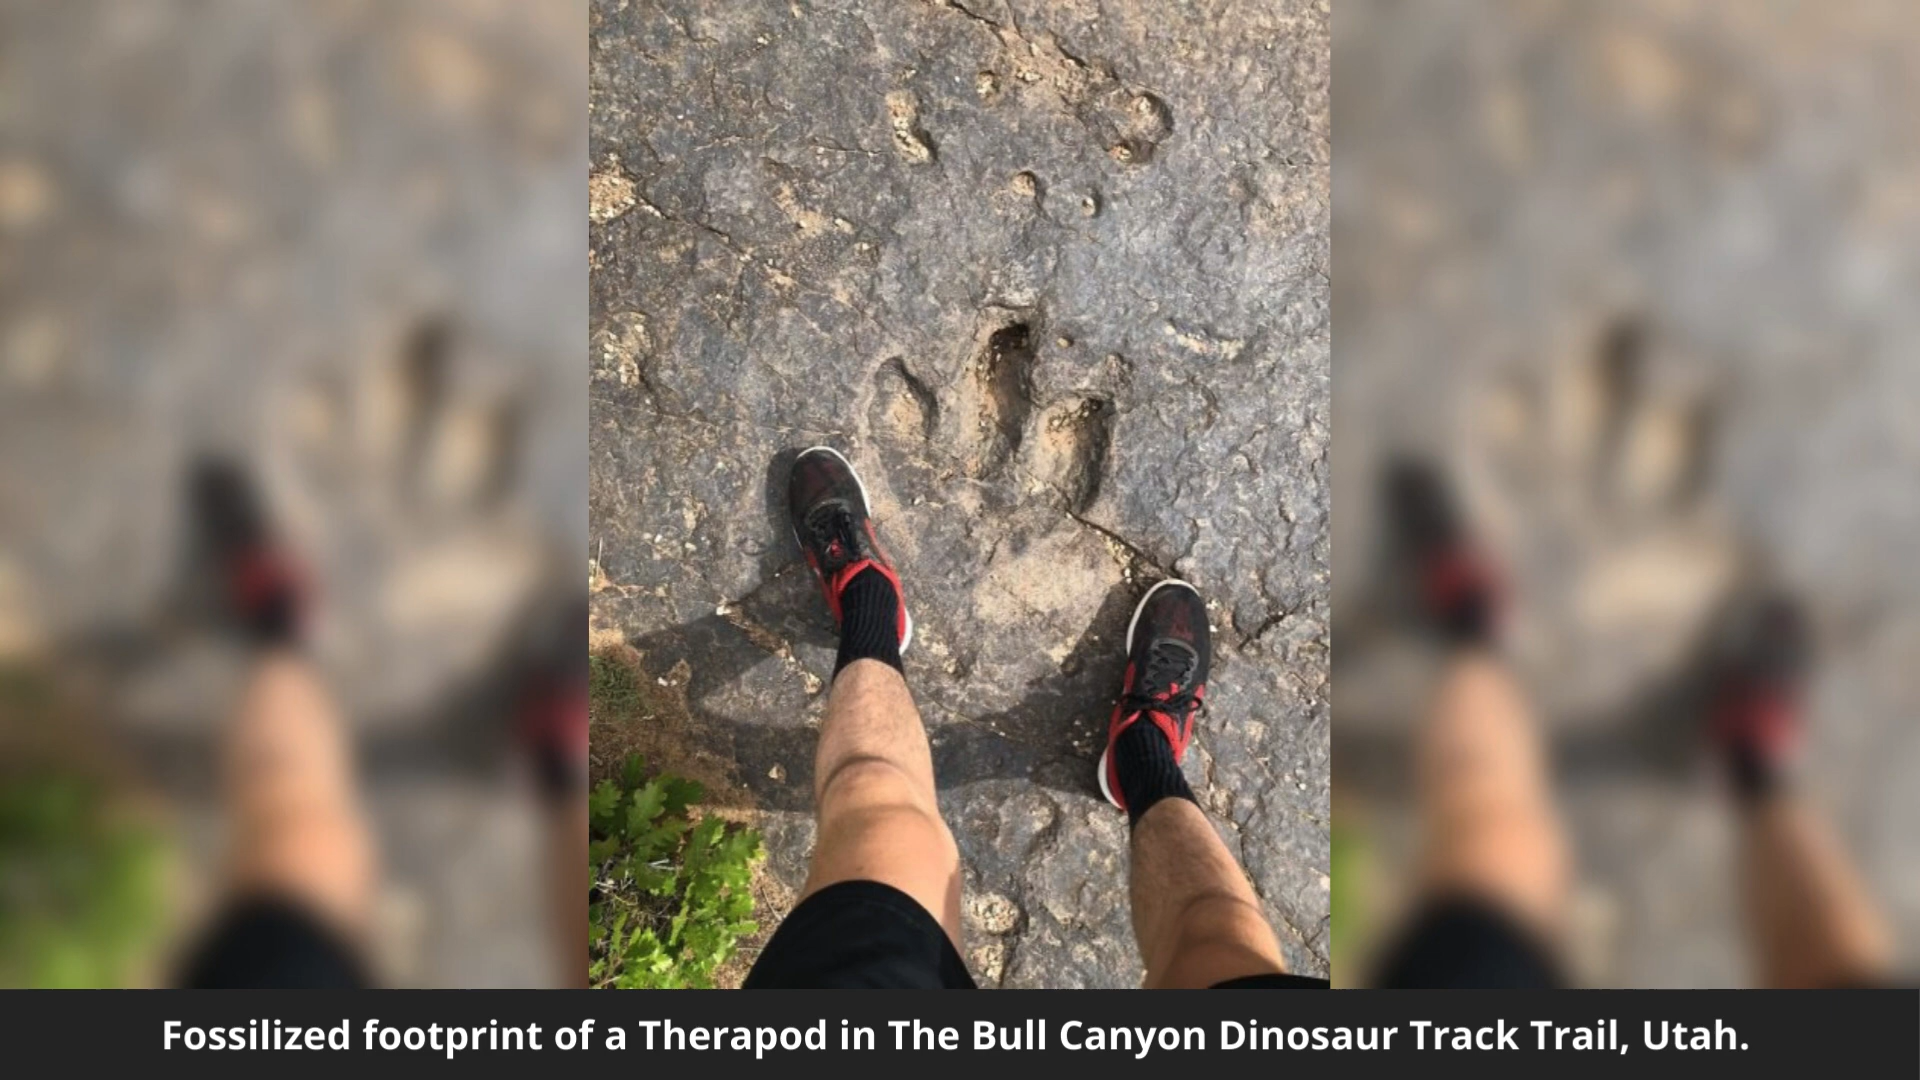 Fossilized footprint of a Therapod in The Bull Canyon Dinosaur Track Trail, Utah.